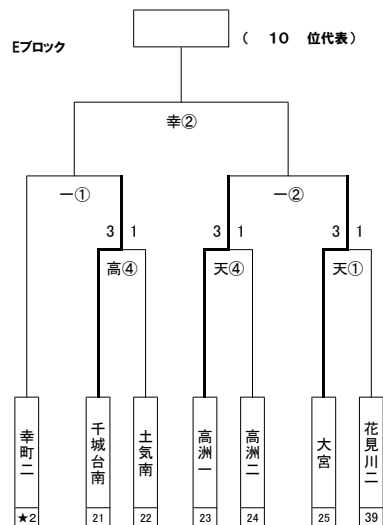 Eブロック
( 10 位代表)
幸②
一①
一②
3 1
3 1
3 1
高④
天④
天①
幸町二
千城台南
土気南
高洲一
高洲二
大宮
花見川二
★2
21
22
23
24
25
39